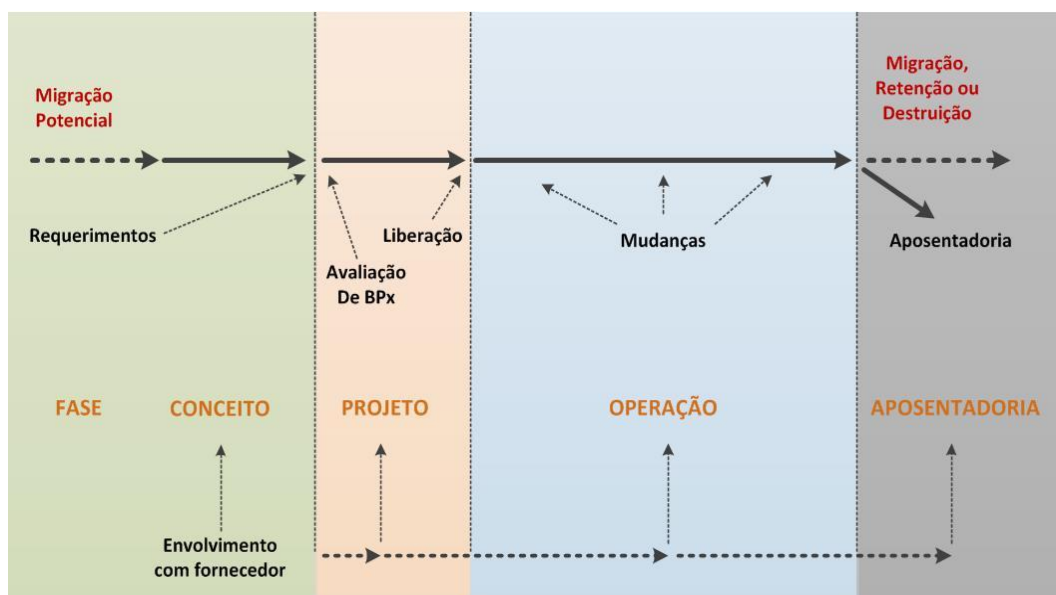 Migração
Potencial
Migração,
Retenção ou
Destruição
Requerimentos
Liberação
Mudanças
Aposentadoria
Avaliação
De BPx
FASE
CONCEITO
PROJETO
OPERAÇÃO
APOSENTADORIA
Envolvimento
com fornecedor